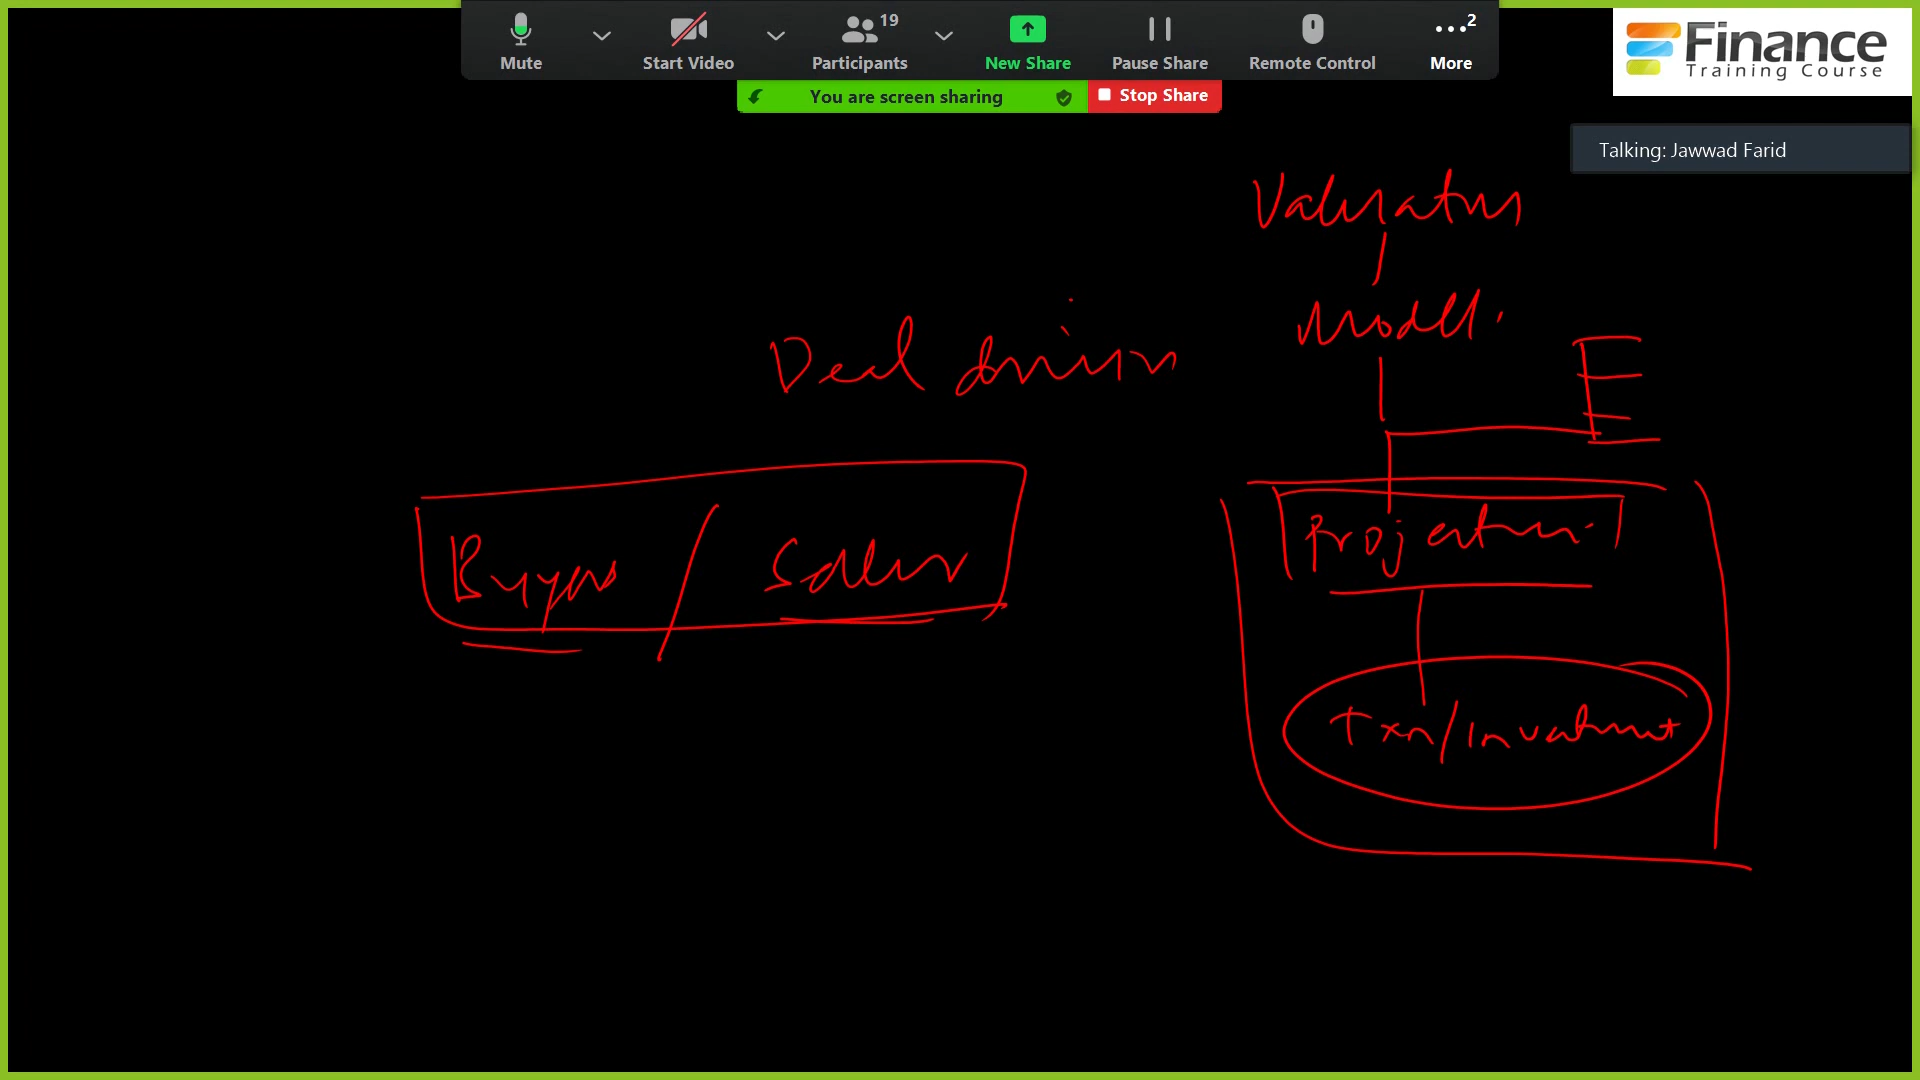 Mute
Start Video
Participants 19
New Share
Pause Share
Remote Control
More 2
You are screen sharing
Stop Share
Finance
Training Course
Talking: Jawwad Farid
Valuation
Model
Deal driven
E
Buyers / Sellers
Projection
Txn/Investment